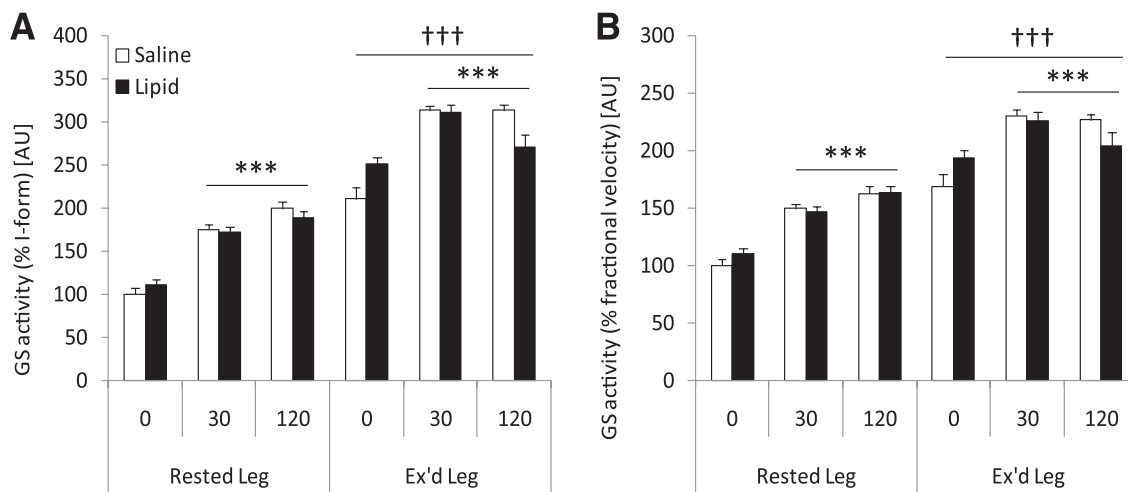 A
GS activity (% I-form) [AU]
400
350
300
250
200
150
100
50
0
Saline
Lipid
***
†††
***
0 30 120 0 30 120
Rested Leg Ex'd Leg
B
GS activity (% fractional velocity) [AU]
300
250
200
150
100
50
0
***
†††
***
0 30 120 0 30 120
Rested Leg Ex'd Leg